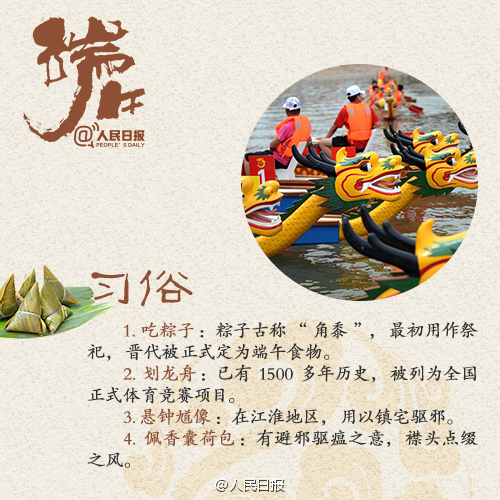 端午
@人民日报
PEOPLE'S DAILY
1
习俗
1. 吃粽子：粽子古称“角黍”，最初用作祭
祀，晋代被正式定为端午食物。
2. 划龙舟：已有 1500 多年历史，被列为全国
正式体育竞赛项目。
3. 悬钟馗像：在江淮地区，用以镇宅驱邪。
4. 佩香囊荷包：有避邪驱瘟之意，襟头点缀
之风。
@人民日报